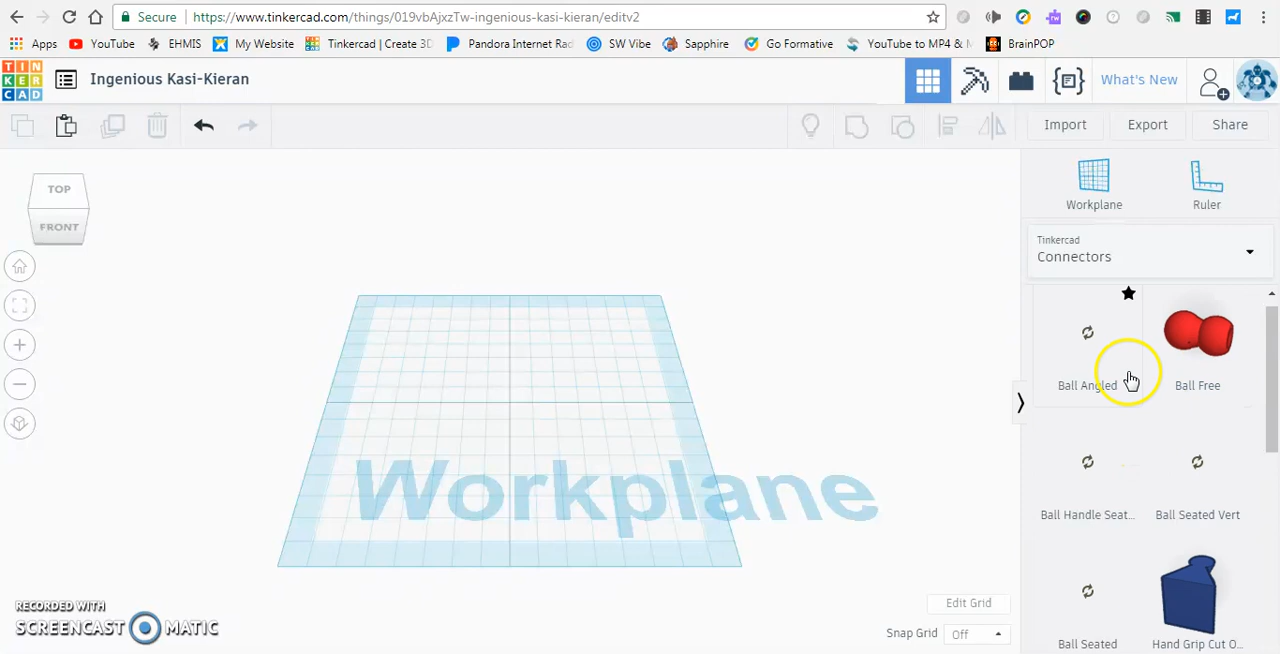 Secure https://www.tinkercad.com/things/019vbAjxzTw-ingenious-kasi-kieran/editv2
Apps YouTube EHMIS My Website Tinkercad | Create 3D Pandora Internet Rad SW Vibe Sapphire Go Formative YouTube to MP4 & M BrainPOP
TIN
KER
CAD
Ingenious Kasi-Kieran
What's New
Import Export Share
TOP
FRONT
Workplane Ruler
Tinkercad
Connectors
Ball Angled Ball Free
Workplane
Ball Handle Seat... Ball Seated Vert
Edit Grid
Snap Grid Off
Ball Seated Hand Grip Cut O...
RECORDED WITH
SCREENCAST MATIC